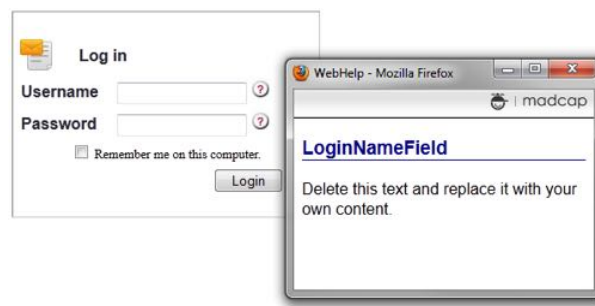 Log in
Username
Password
Remember me on this computer.
Login
WebHelp - Mozilla Firefox
madcap
LoginNameField
Delete this text and replace it with your
own content.